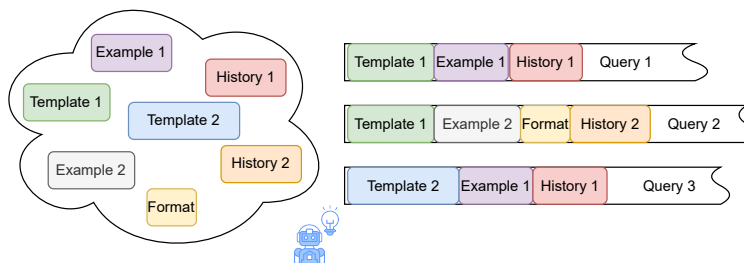 Example 1
History 1
Template 1
Template 2
Example 2
History 2
Format
Template 1 Example 1 History 1 Query 1
Template 1 Example 2 Format History 2 Query 2
Template 2 Example 1 History 1 Query 3